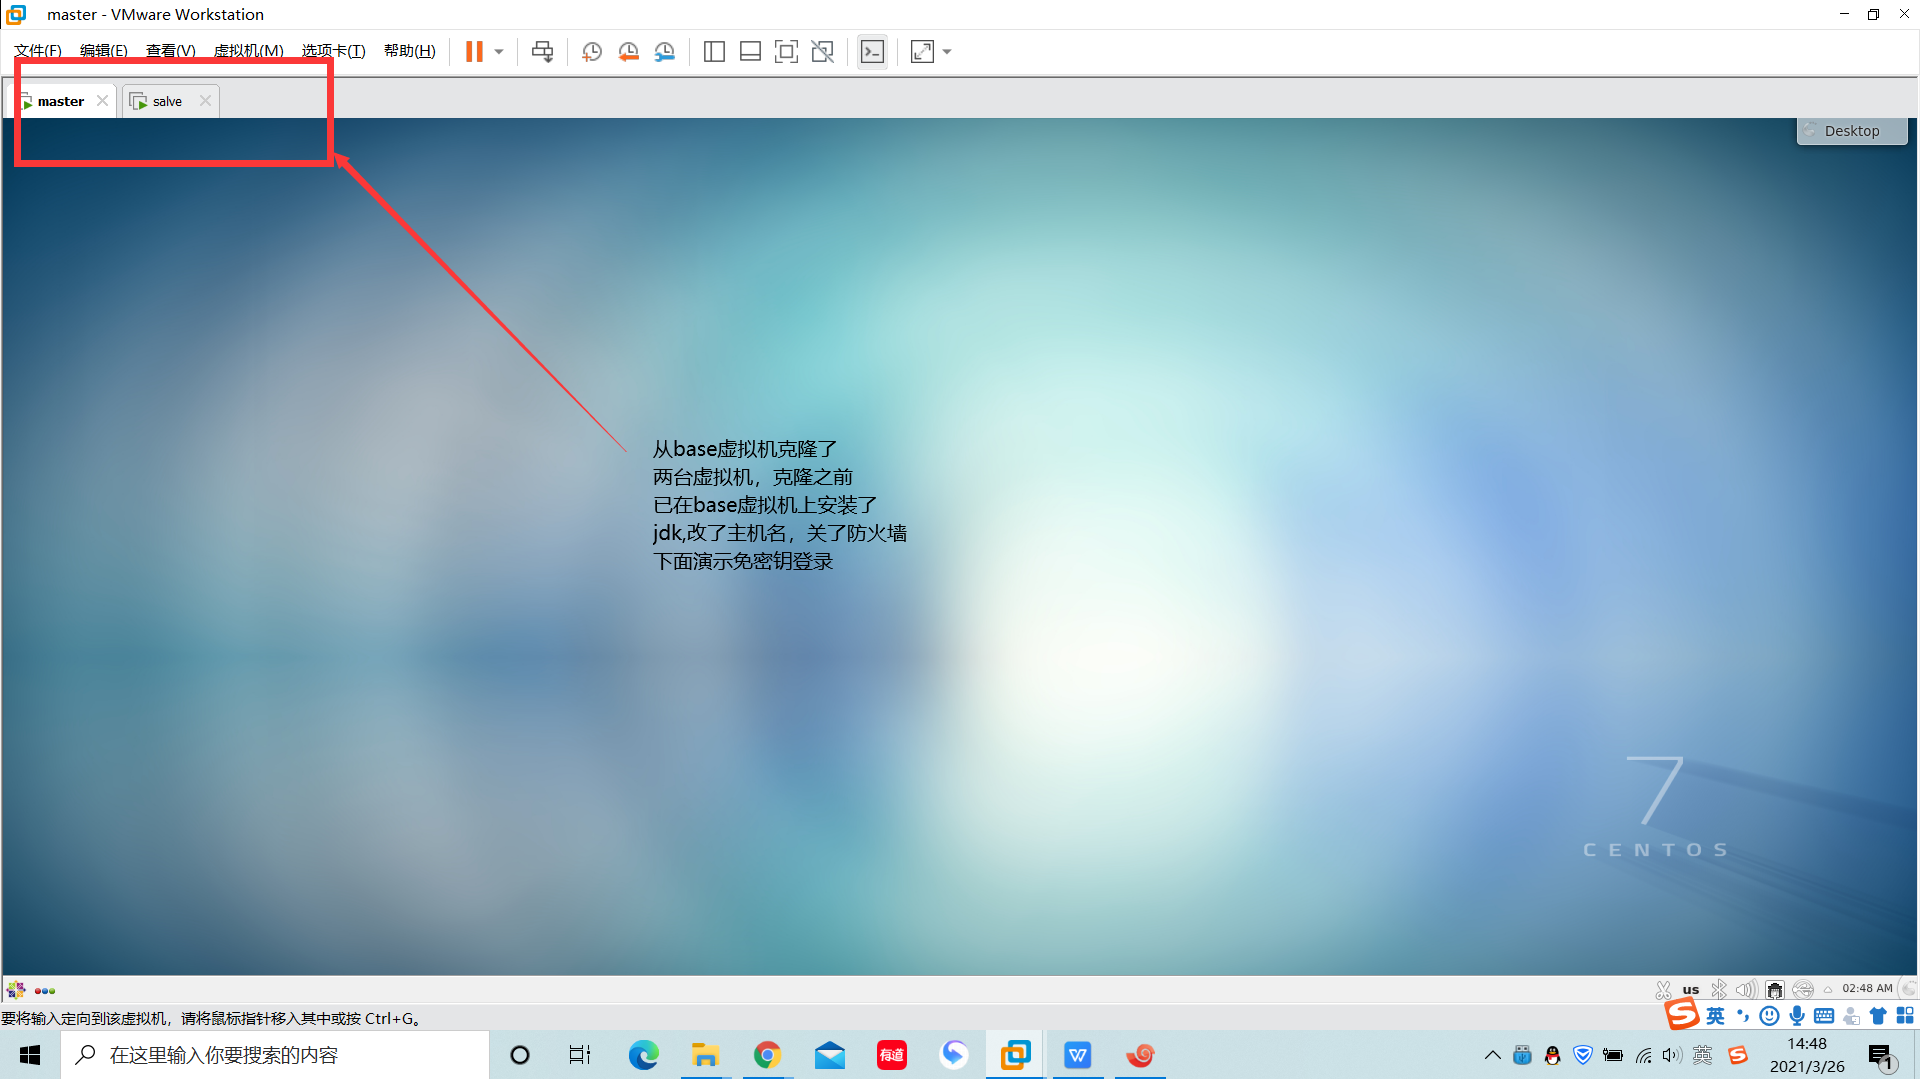 master - VMware Workstation
文件(F) 编辑(E) 查看(V) 虚拟机(M) 选项卡(T) 帮助(H)
master salve
Desktop
从base虚拟机克隆了
两台虚拟机，克隆之前
已在base虚拟机上安装了
jdk,改了主机名，关了防火墙
下面演示免密钥登录
7
CENTOS
us 02:48 AM
要将输入定向到该虚拟机，请将鼠标指针移入其中或按 Ctrl+G。
英
在这里输入你要搜索的内容
有道
英
14:48
2021/3/26
1